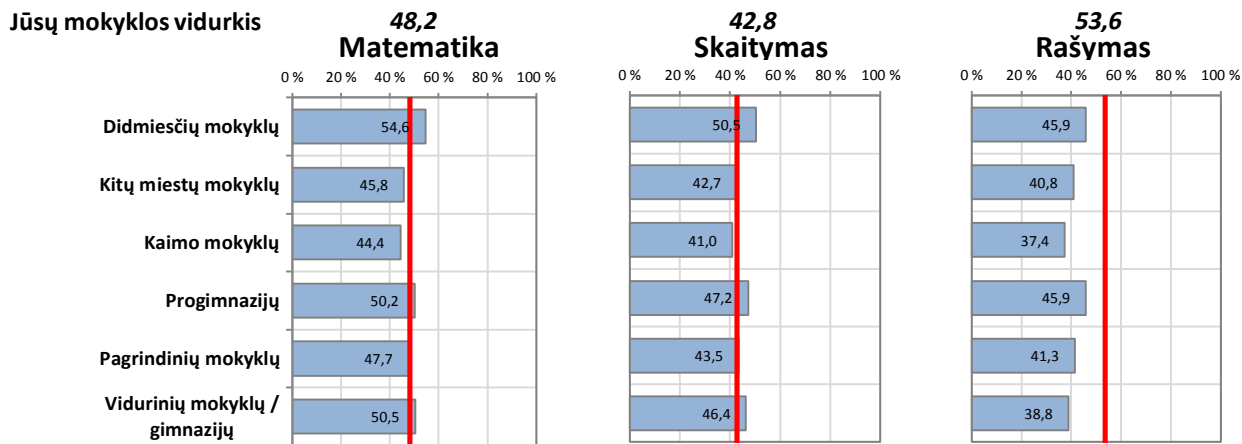 Jūsų mokyklos vidurkis 48,2 42,8 53,6
Matematika Skaitymas Rašymas
0 % 20 % 40 % 60 % 80 % 100 % 0 % 20 % 40 % 60 % 80 % 100 % 0 % 20 % 40 % 60 % 80 % 100 %
Didmiesčių mokyklų 54,6 50,5 45,9
Kitų miestų mokyklų 45,8 42,7 40,8
Kaimo mokyklų 44,4 41,0 37,4
Progimnazijų 50,2 47,2 45,9
Pagrindinių mokyklų 47,7 43,5 41,3
Vidurinių mokyklų /
gimnazijų 50,5 46,4 38,8